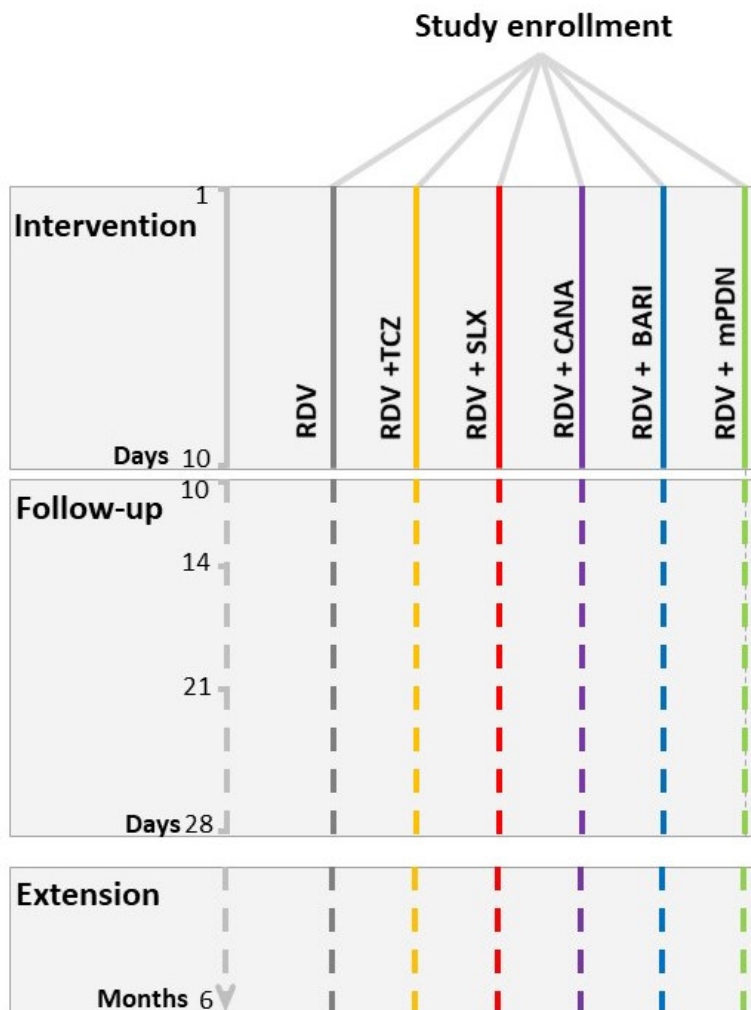 Study enrollment
1
Intervention
RDV
RDV +TCZ
RDV + SLX
RDV + CANA
RDV + BARI
RDV + mPDN
Days 10
10
Follow-up
14
21
Days 28
Extension
Months 6